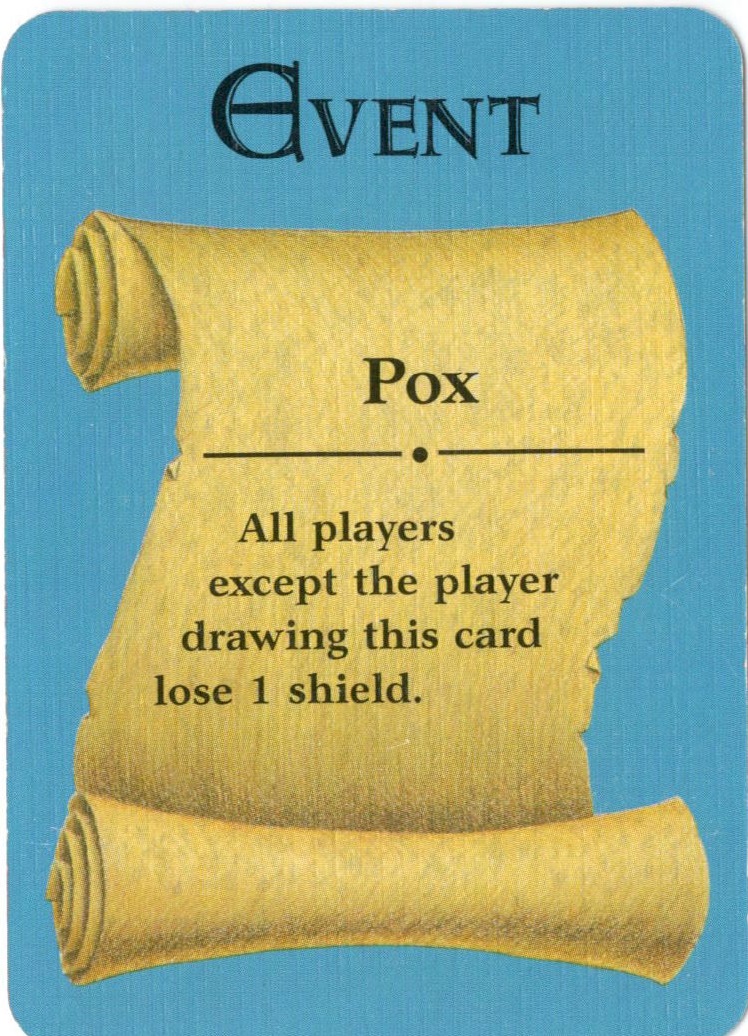 EVENT
Pox
All players
except the player
drawing this card
lose 1 shield.